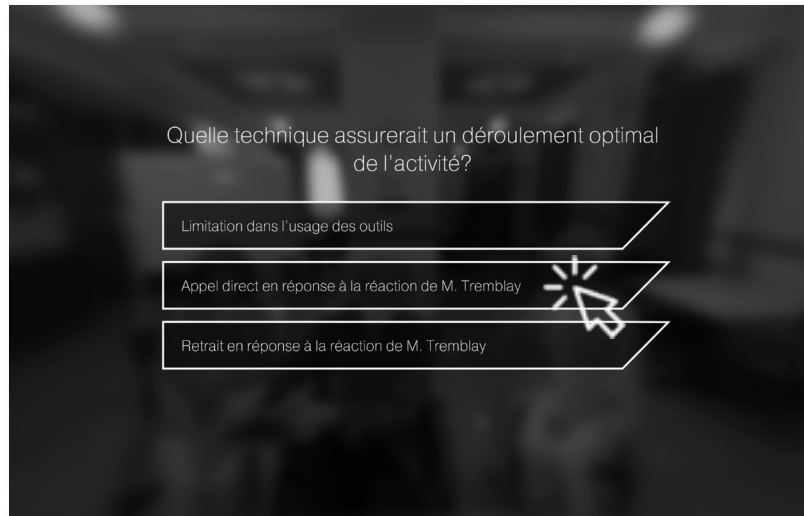 Quelle technique assurerait un déroulement optimal
de l'activité?
Limitation dans l'usage des outils
Appel direct en réponse à la réaction de M. Tremblay
Retrait en réponse à la réaction de M. Tremblay